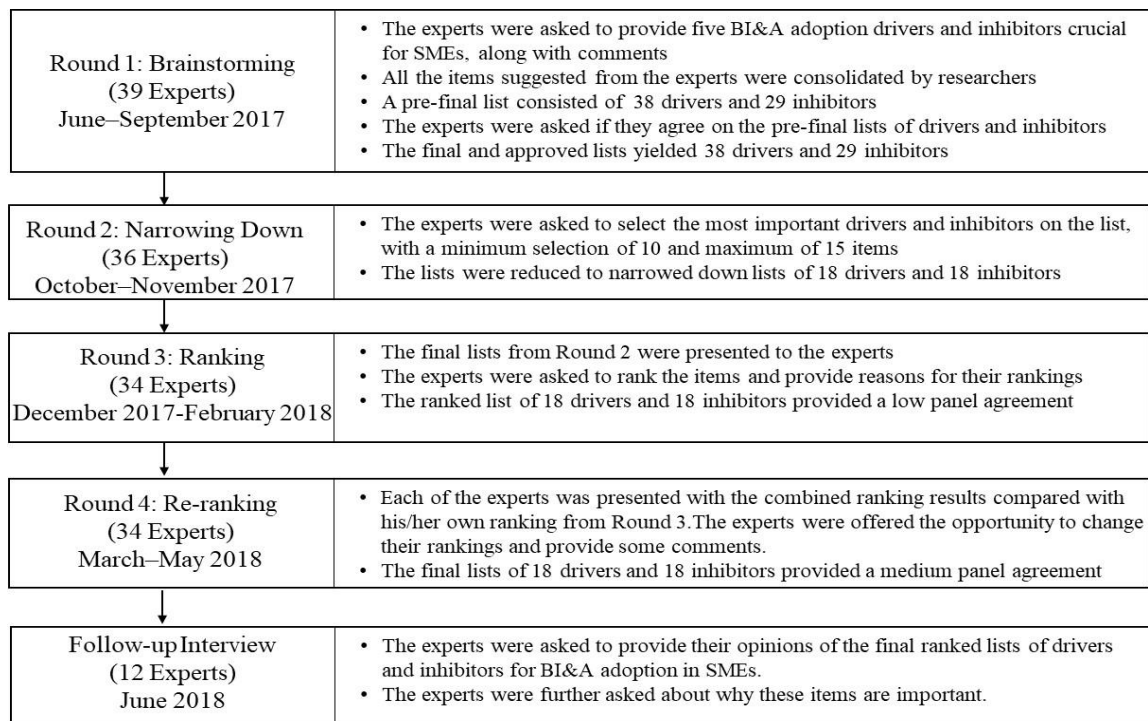 Round 1: Brainstorming
(39 Experts)
June–September 2017
• The experts were asked to provide five BI&A adoption drivers and inhibitors crucial
for SMEs, along with comments
• All the items suggested from the experts were consolidated by researchers
• A pre-final list consisted of 38 drivers and 29 inhibitors
• The experts were asked if they agree on the pre-final lists of drivers and inhibitors
• The final and approved lists yielded 38 drivers and 29 inhibitors
Round 2: Narrowing Down
(36 Experts)
October–November 2017
• The experts were asked to select the most important drivers and inhibitors on the list,
with a minimum selection of 10 and maximum of 15 items
• The lists were reduced to narrowed down lists of 18 drivers and 18 inhibitors
Round 3: Ranking
(34 Experts)
December 2017-February 2018
• The final lists from Round 2 were presented to the experts
• The experts were asked to rank the items and provide reasons for their rankings
• The ranked list of 18 drivers and 18 inhibitors provided a low panel agreement
Round 4: Re-ranking
(34 Experts)
March–May 2018
• Each of the experts was presented with the combined ranking results compared with
his/her own ranking from Round 3.The experts were offered the opportunity to change
their rankings and provide some comments.
• The final lists of 18 drivers and 18 inhibitors provided a medium panel agreement
Follow-up Interview
(12 Experts)
June 2018
• The experts were asked to provide their opinions of the final ranked lists of drivers
and inhibitors for BI&A adoption in SMEs.
• The experts were further asked about why these items are important.